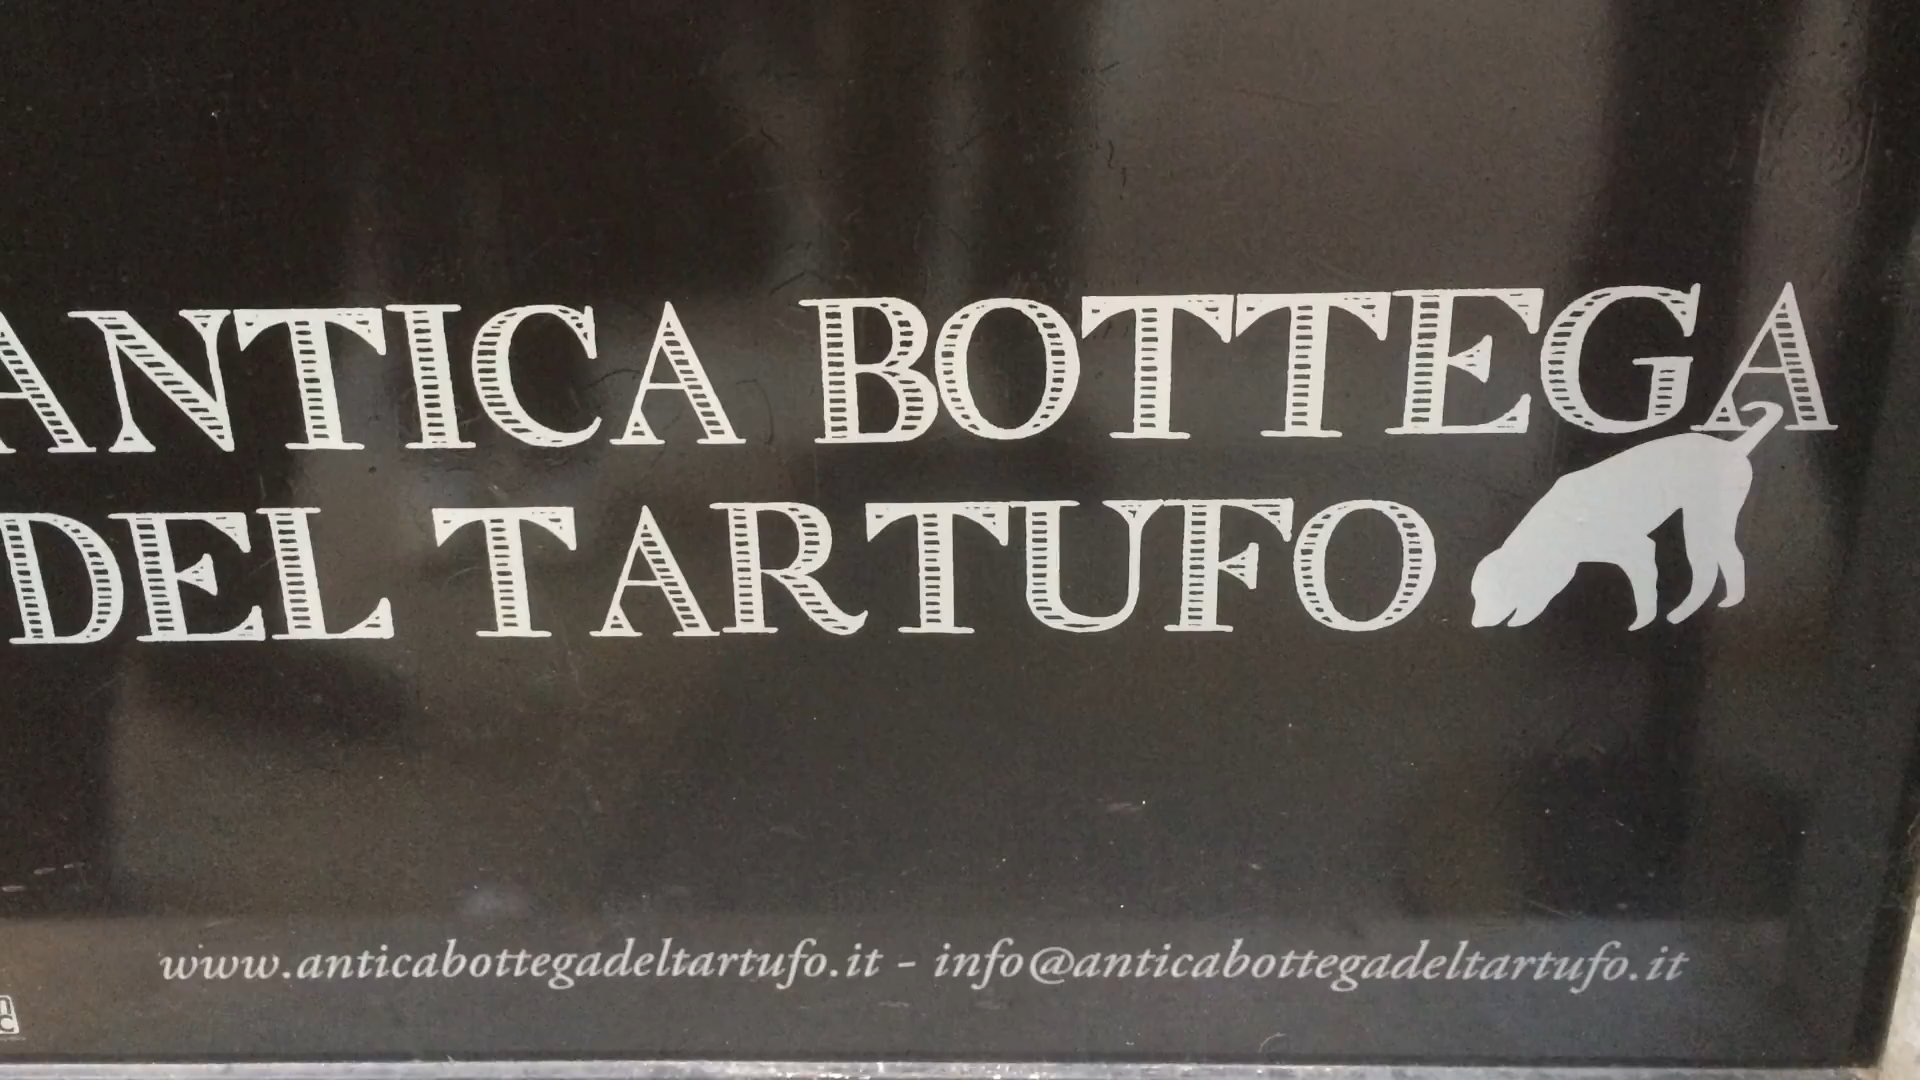 ANTICA BOTTEGA
DEL TARTUFO
www.anticabottegadeltartufo.it - info@anticabottegadeltartufo.it